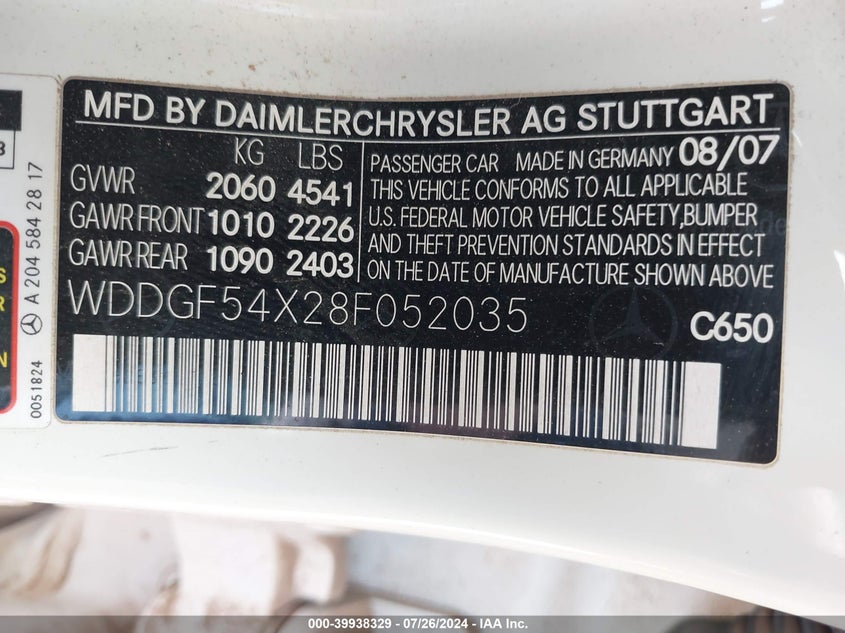 MFD BY DAIMLERCHRYSLER AG STUTTGART
KG LBS
GVWR 2060 4541
GAWR FRONT 1010 2226
GAWR REAR 1090 2403
PASSENGER CAR MADE IN GERMANY 08/07
THIS VEHICLE CONFORMS TO ALL APPLICABLE
U.S. FEDERAL MOTOR VEHICLE SAFETY,BUMPER
AND THEFT PREVENTION STANDARDS IN EFFECT
ON THE DATE OF MANUFACTURE SHOWN ABOVE
WDDGF54X28F052035
C650
A 204 584 28 17
0051824
000-39938329 - 07/26/2024 - IAA Inc.